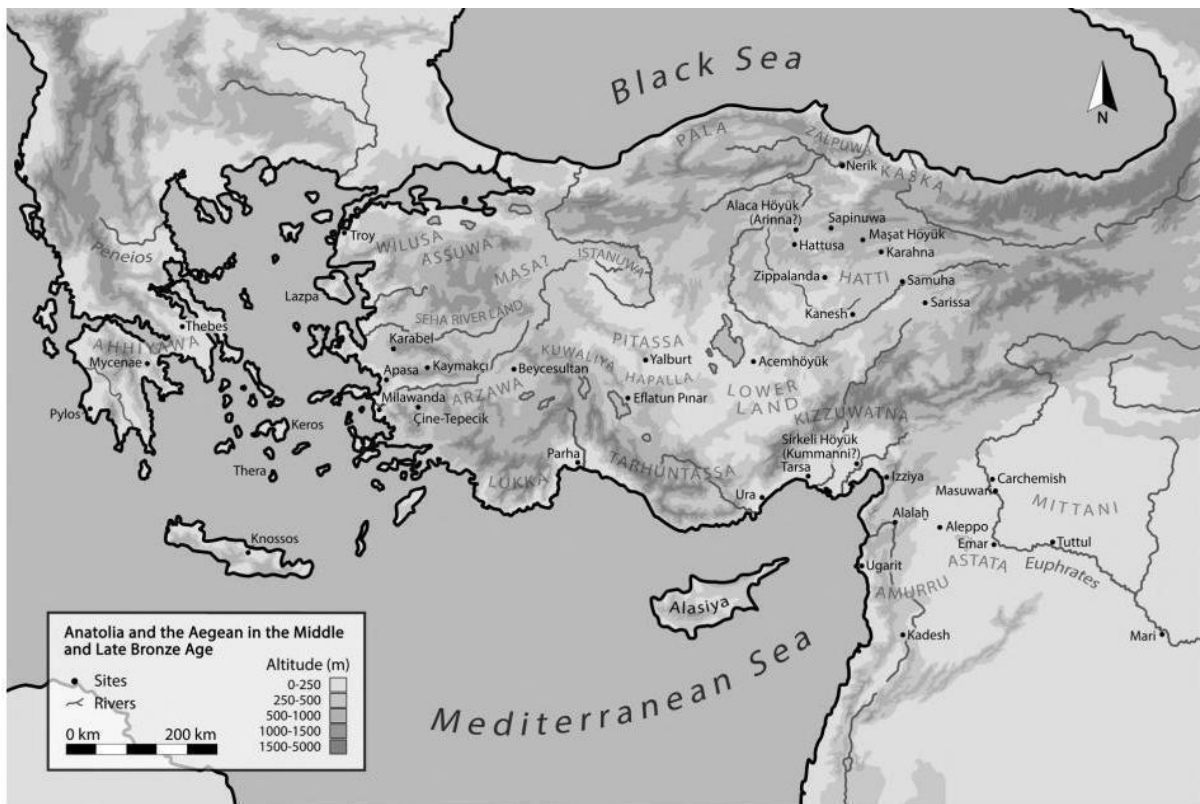 Black Sea
N
PALA
ZALPUWA
Nerik
KASKA
Alaca Höyük
(Arinna?)
Sapinuwa
Maşat Höyük
Hattusa
Karahna
Troy
WILUSA
ASSUWA
MASA?
ISTANUWA
Peneios
Zippalanda
HATTI
Samuha
Lazpa
Sarissa
SEHA RIVER LAND
Kanesh
Thebes
AHHIYAWA
Karabel
PITASSA
Mycenae
Kaymakçı
KUWALIYA
Yalburt
Acemhöyük
Apasa
Beycesultan
HAPALLA
LOWER
LAND
ARZAWA
Milawanda
Eflatun Pınar
Pylos
Çine-Tepecik
KIZZUWATNA
Keros
Sirkeli Höyük
(Kummanni?)
Parha
TARHUNTASSA
Tarsa
Thera
LUKKA
Izziya
Carchemish
Ura
Masuwari
MITTANI
Alalaḫ
Aleppo
Knossos
Emar
Tuttul
ASTATA
Euphrates
Ugarit
AMURRU
Alasiya
Kadesh
Mari
Mediterranean Sea
Anatolia and the Aegean in the Middle
and Late Bronze Age
Altitude (m)
Sites
0-250
250-500
Rivers
500-1000
0 km 200 km
1000-1500
1500-5000